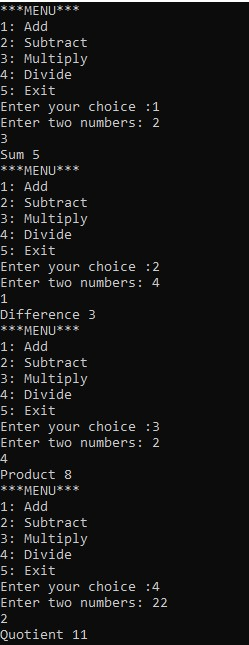 ***MENU***
1: Add
2: Subtract
3: Multiply
4: Divide
5: Exit
Enter your choice :1
Enter two numbers: 2
3
Sum 5
***MENU***
1: Add
2: Subtract
3: Multiply
4: Divide
5: Exit
Enter your choice :2
Enter two numbers: 4
1
Difference 3
***MENU***
1: Add
2: Subtract
3: Multiply
4: Divide
5: Exit
Enter your choice :3
Enter two numbers: 2
4
Product 8
***MENU***
1: Add
2: Subtract
3: Multiply
4: Divide
5: Exit
Enter your choice :4
Enter two numbers: 22
2
Quotient 11